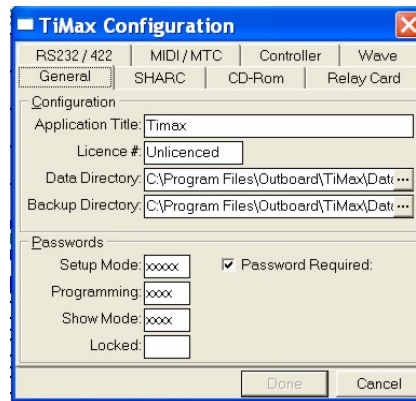 TiMax Configuration
RS232 / 422 MIDI / MTC Controller Wave
General SHARC CD-Rom Relay Card
Configuration
Application Title: Timax
Licence #: Unlicenced
Data Directory: C:\Program Files\Outboard\TiMax\Data ...
Backup Directory: C:\Program Files\Outboard\TiMax\Data ...
Passwords
Setup Mode: xxxxx Password Required:
Programming: xxxx
Show Mode: xxxx
Locked:
Done Cancel